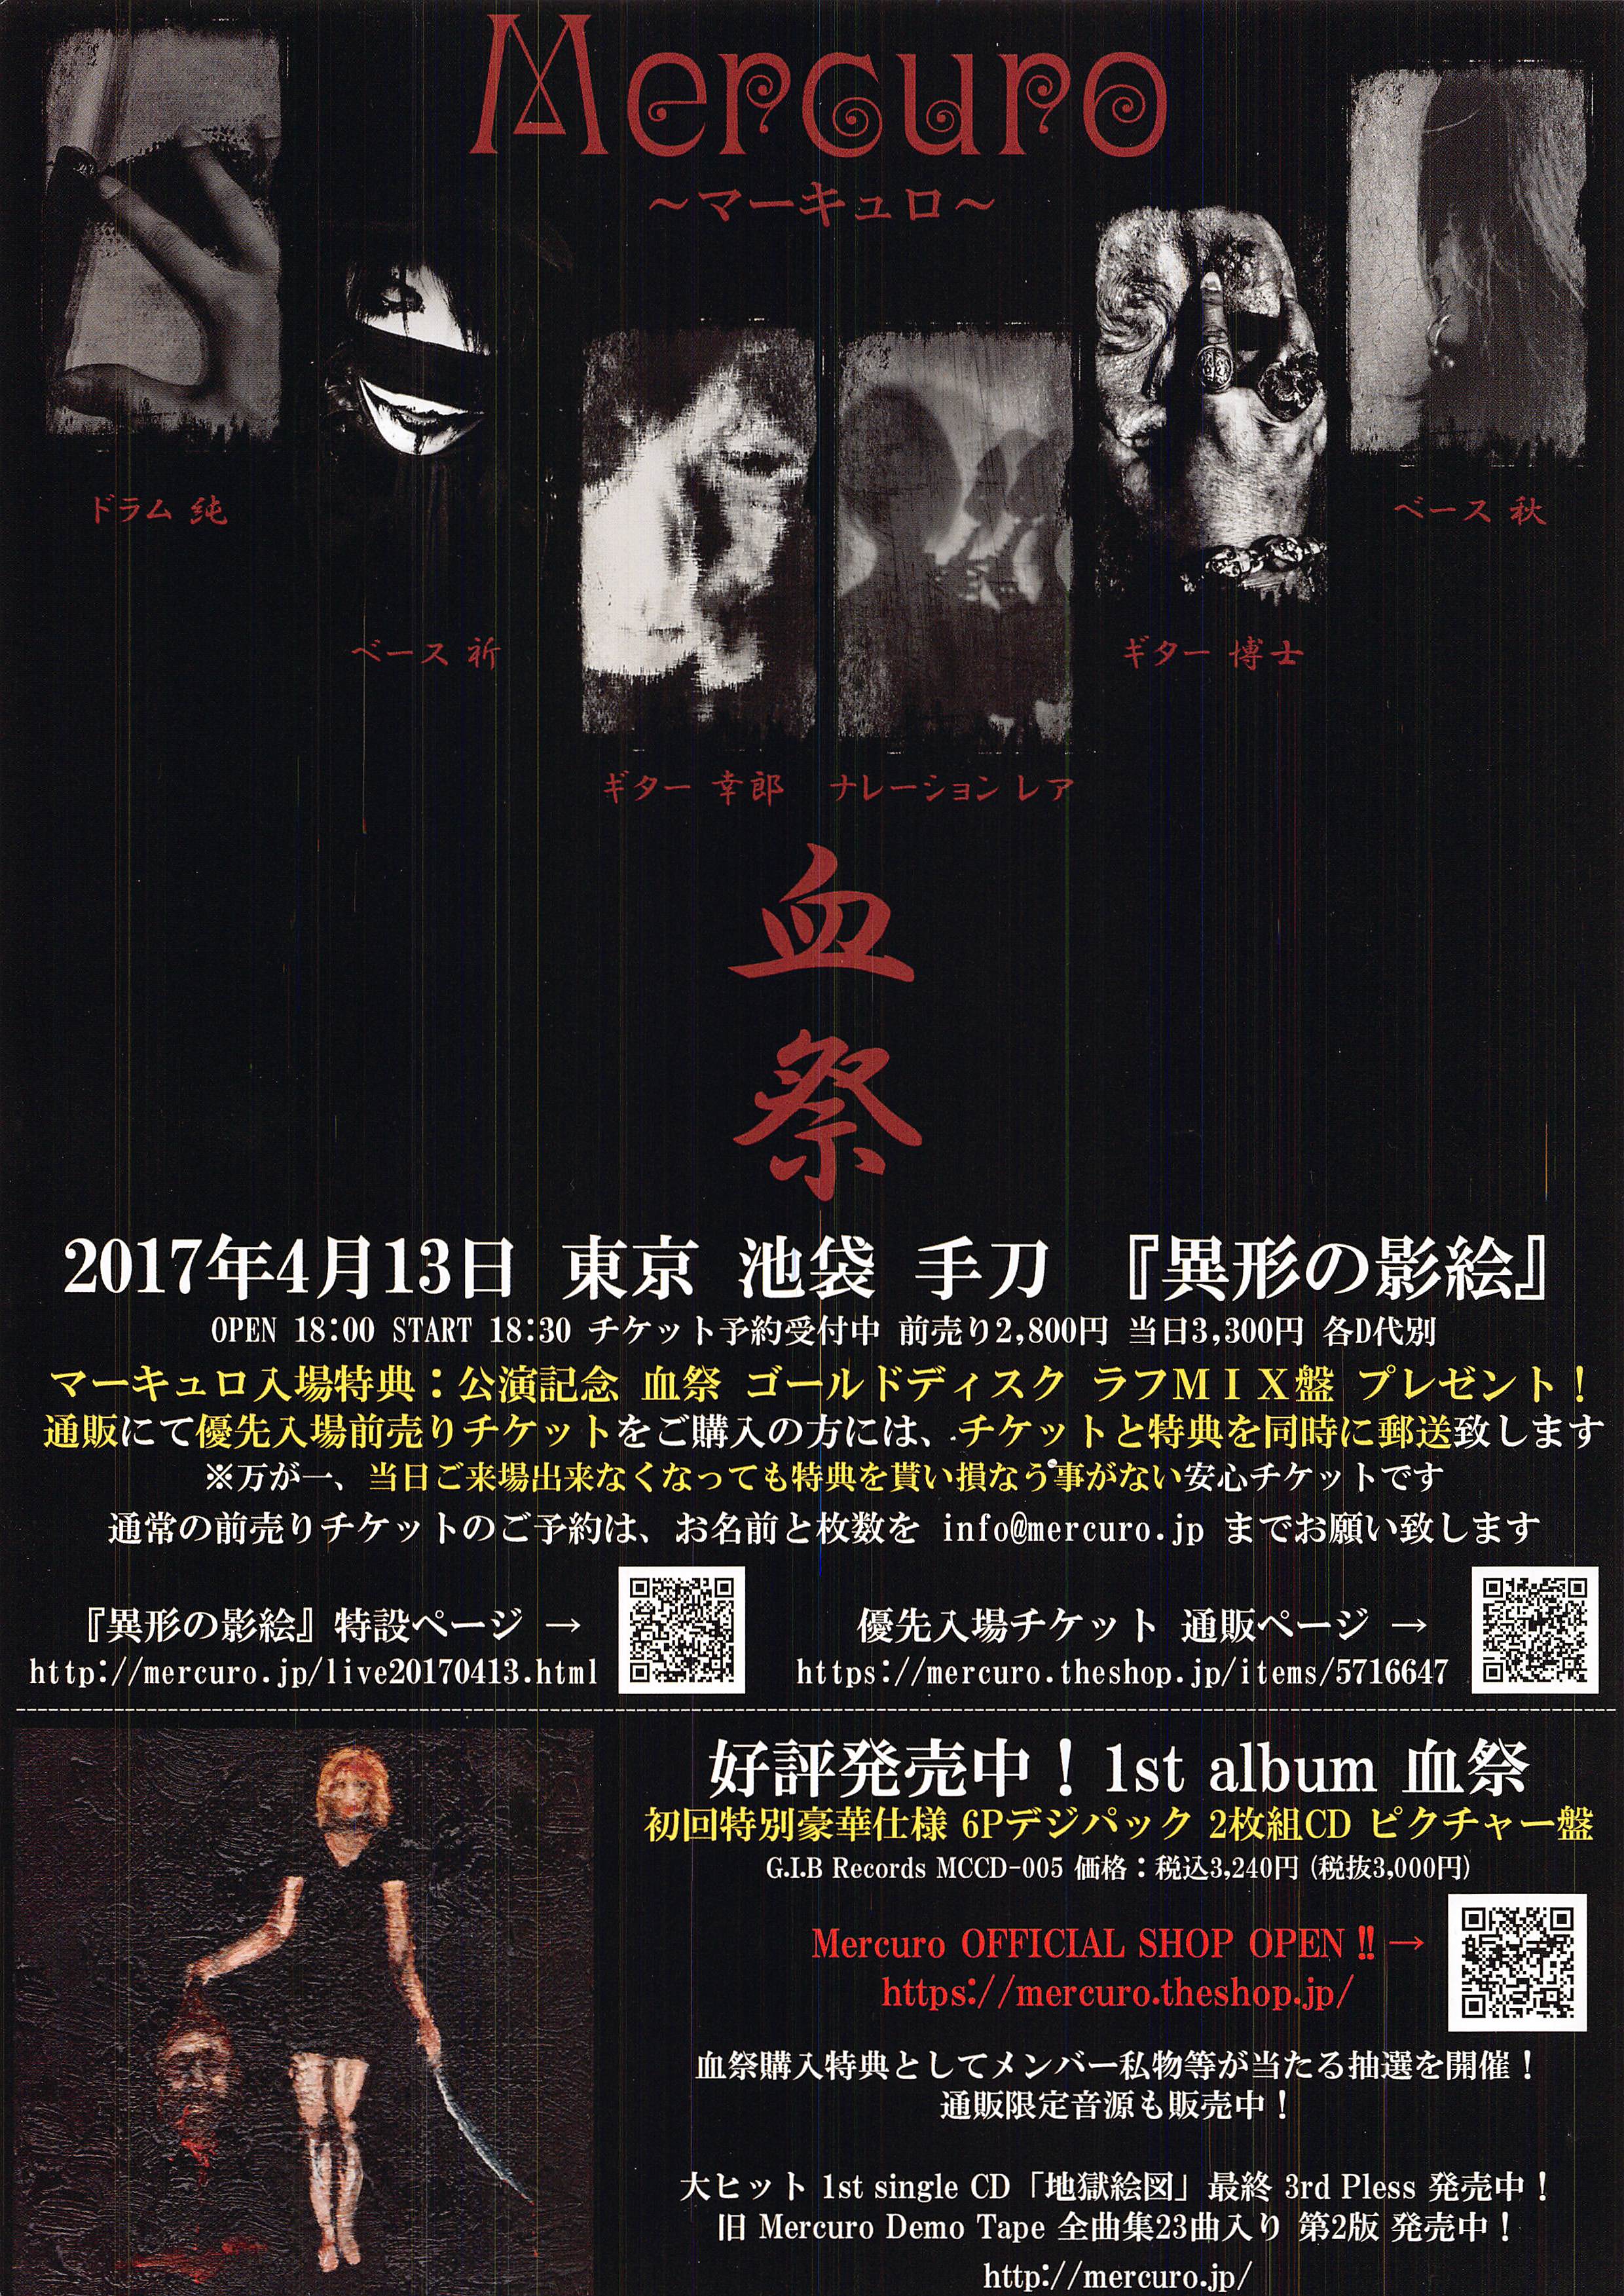 Mercuro
～マーキュロ～
ドラム 純
ベース 秋
ベース 祈
ギター 博士
ギター 幸郎
ナレーション レア
血
祭
2017年4月13日 東京 池袋 手刀 『異形の影絵』
OPEN 18:00 START 18:30 チケット予約受付中 前売り2,800円 当日3,300円 各D代別
マーキュロ入場特典：公演記念 血祭 ゴールドディスク ラフＭＩＸ盤 プレゼント！
通販にて優先入場前売りチケットをご購入の方には、チケットと特典を同時に郵送致します
※万が一、当日ご来場出来なくなっても特典を貰い損なう事がない安心チケットです
通常の前売りチケットのご予約は、お名前と枚数を info@mercuro.jp までお願い致します
『異形の影絵』特設ページ →
http://mercuro.jp/live20170413.html
優先入場チケット 通販ページ →
https://mercuro.theshop.jp/items/5716647
好評発売中！1st album 血祭
初回特別豪華仕様 6Pデジパック 2枚組CD ピクチャー盤
G.I.B Records MCCD-005 価格：税込3,240円 (税抜3,000円)
Mercuro OFFICIAL SHOP OPEN !! →
https://mercuro.theshop.jp/
血祭購入特典としてメンバー私物等が当たる抽選を開催！
通販限定音源も販売中！
大ヒット 1st single CD「地獄絵図」最終 3rd Pless 発売中！
旧 Mercuro Demo Tape 全曲集23曲入り 第2版 発売中！
http://mercuro.jp/